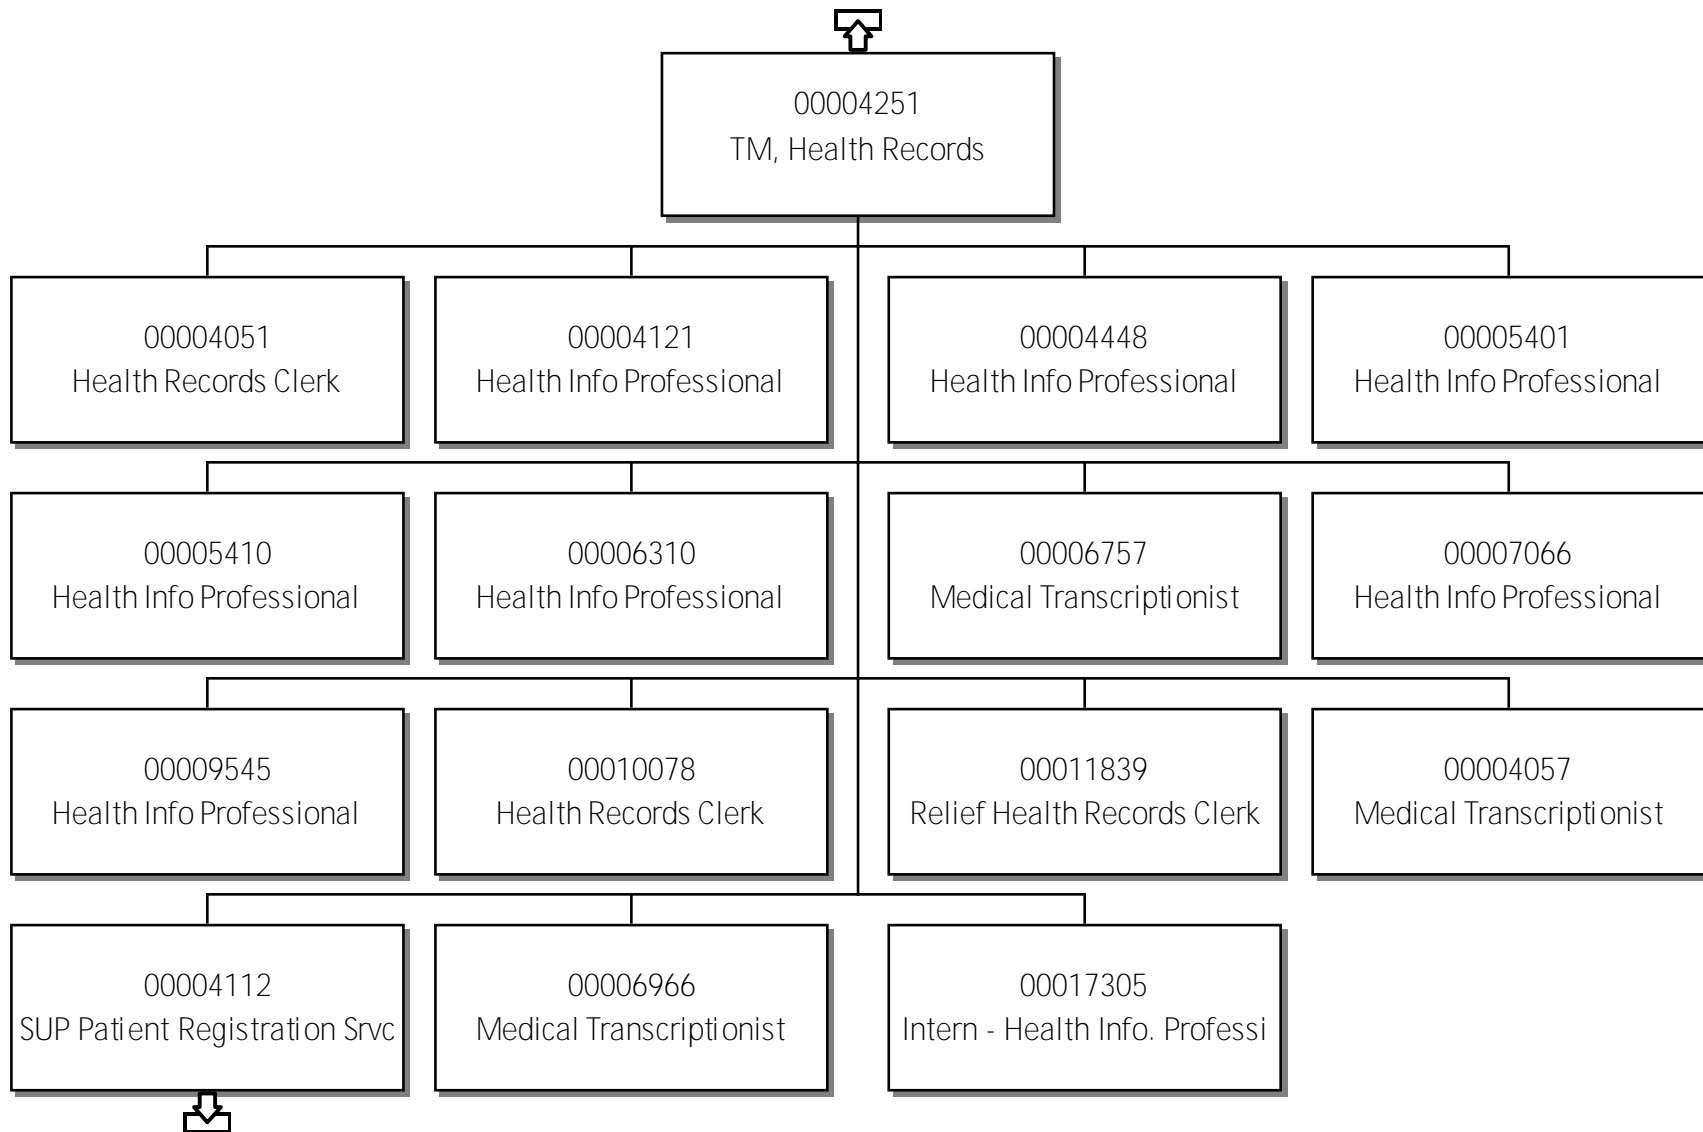 00004251
TM, Health Records
00004051
Health Records Clerk
00004121
Health Info Professional
00004448
Health Info Professional
00005401
Health Info Professional
00005410
Health Info Professional
00006310
Health Info Professional
00006757
Medical Transcriptionist
00007066
Health Info Professional
00009545
Health Info Professional
00010078
Health Records Clerk
00011839
Relief Health Records Clerk
00004057
Medical Transcriptionist
00004112
SUP Patient Registration Srvc
00006966
Medical Transcriptionist
00017305
Intern - Health Info. Professi